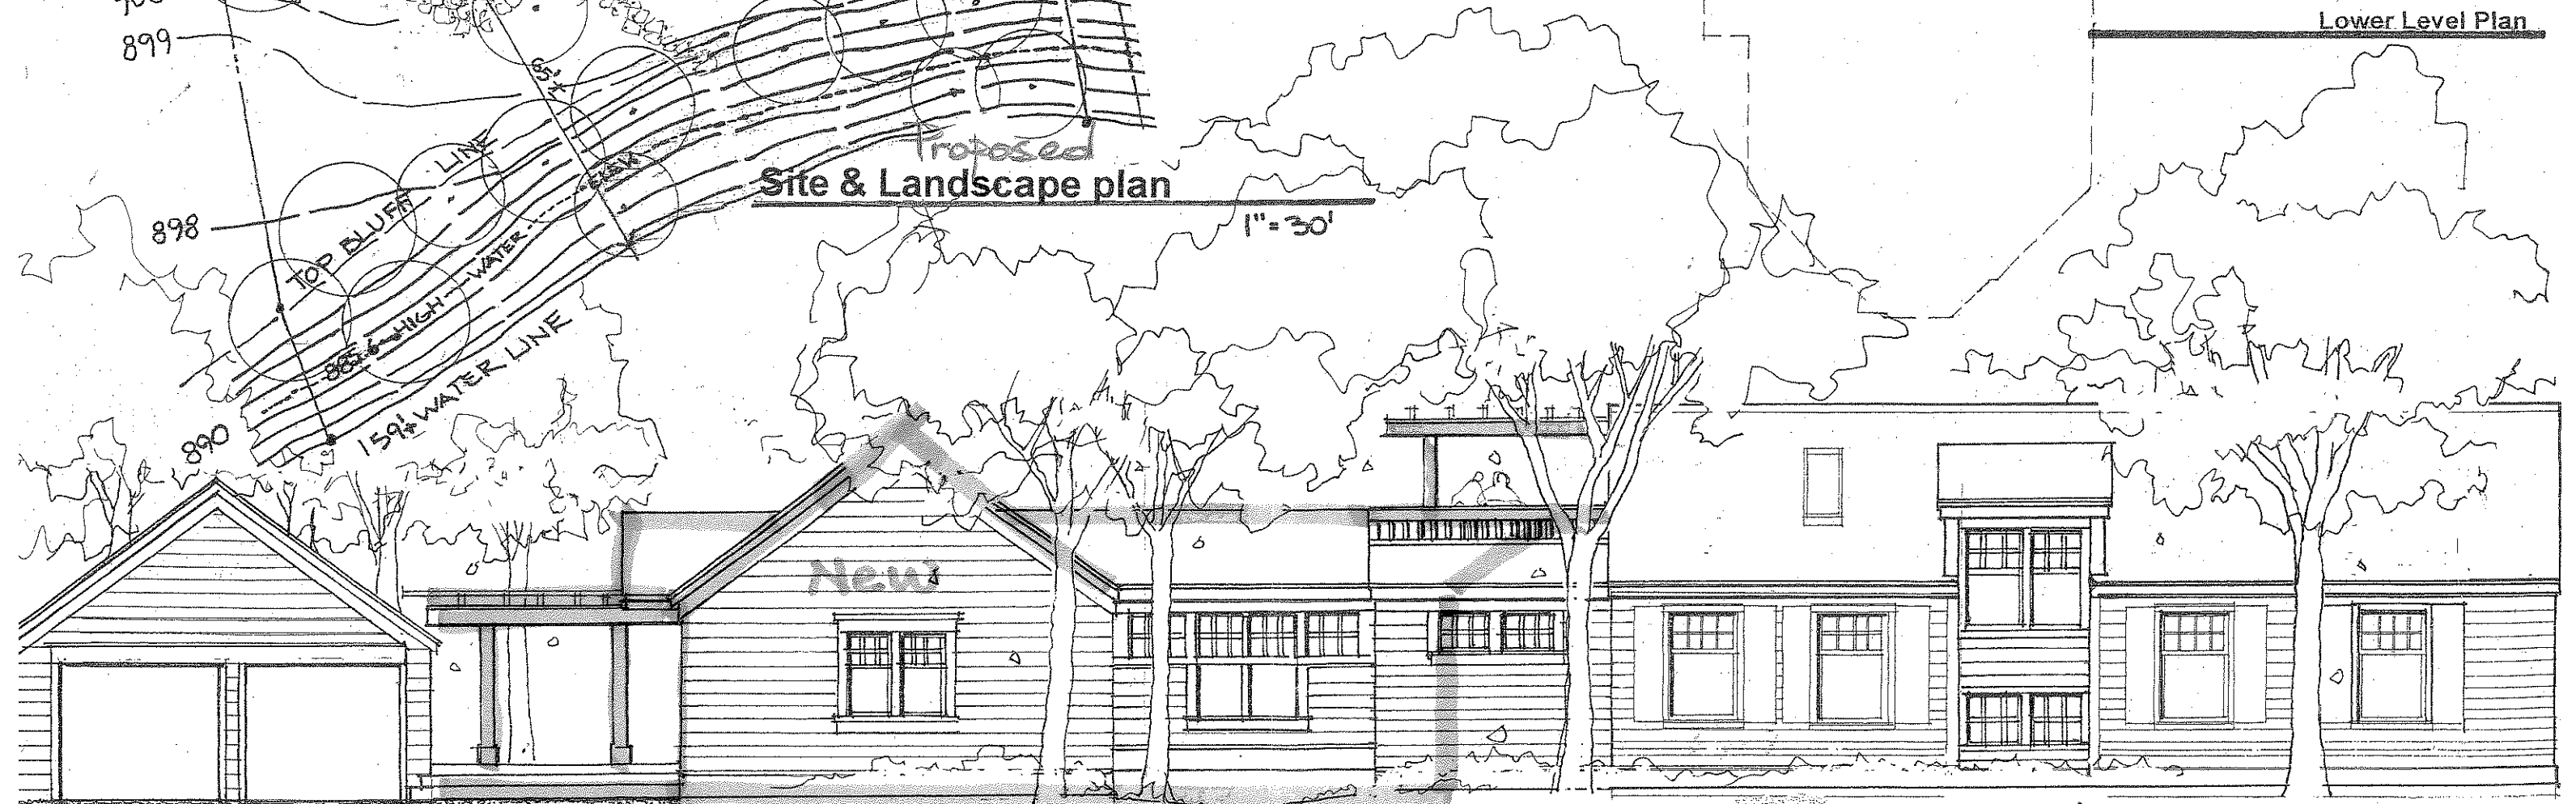 Lower Level Plan
899
65'±
LINE
Proposed
Site & Landscape plan
1"=30'
898
TOP BLUFF
ELEV
WATER
885.6 HIGH
159'± WATER LINE
890
New